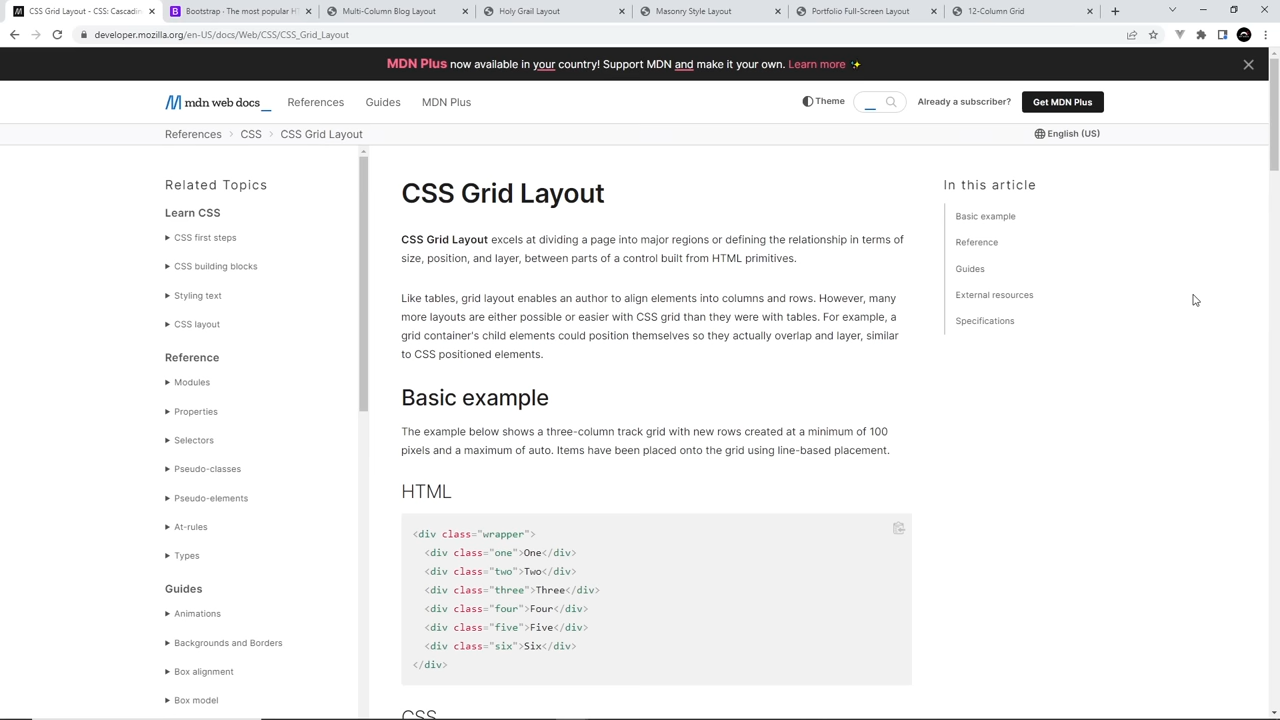 CSS Grid Layout - CSS: Cascadin
Bootstrap · The most popular H
Multi-Column Blog Layout
Holy Grail Layout
Masonry Style Layout
Portfolio Full-Screen Layout
12-Column Grid
developer.mozilla.org/en-US/docs/Web/CSS/CSS_Grid_Layout
MDN Plus now available in your country! Support MDN and make it your own. Learn more ✨
mdn web docs_
References
Guides
MDN Plus
Theme
Already a subscriber?
Get MDN Plus
References > CSS > CSS Grid Layout
English (US)
Related Topics
Learn CSS
CSS first steps
CSS building blocks
Styling text
CSS layout
Reference
Modules
Properties
Selectors
Pseudo-classes
Pseudo-elements
At-rules
Types
Guides
Animations
Backgrounds and Borders
Box alignment
Box model
CSS Grid Layout
CSS Grid Layout excels at dividing a page into major regions or defining the relationship in terms of
size, position, and layer, between parts of a control built from HTML primitives.
Like tables, grid layout enables an author to align elements into columns and rows. However, many
more layouts are either possible or easier with CSS grid than they were with tables. For example, a
grid container's child elements could position themselves so they actually overlap and layer, similar
to CSS positioned elements.
Basic example
The example below shows a three-column track grid with new rows created at a minimum of 100
pixels and a maximum of auto. Items have been placed onto the grid using line-based placement.
HTML
<div class="wrapper">
<div class="one">One</div>
<div class="two">Two</div>
<div class="three">Three</div>
<div class="four">Four</div>
<div class="five">Five</div>
<div class="six">Six</div>
</div>
CSS
In this article
Basic example
Reference
Guides
External resources
Specifications